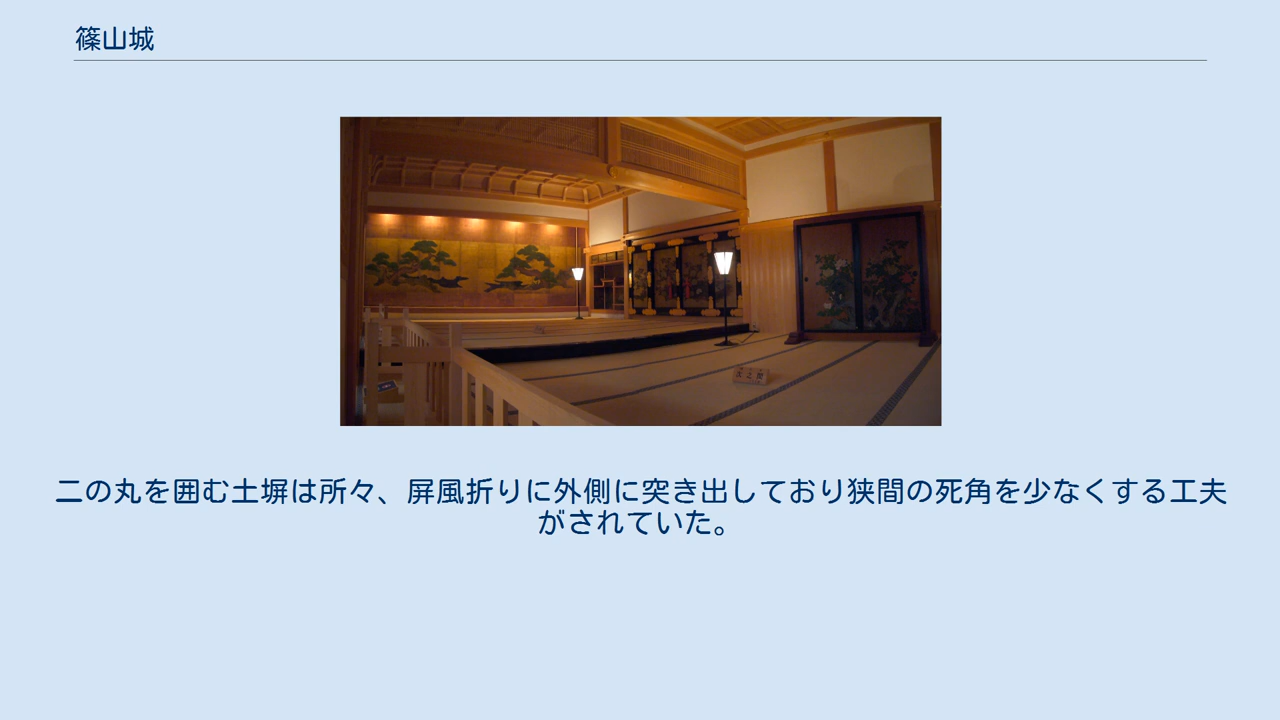 篠山城
二の丸を囲む土塀は所々、屏風折りに外側に突き出しており狭間の死角を少なくする工夫
がされていた。